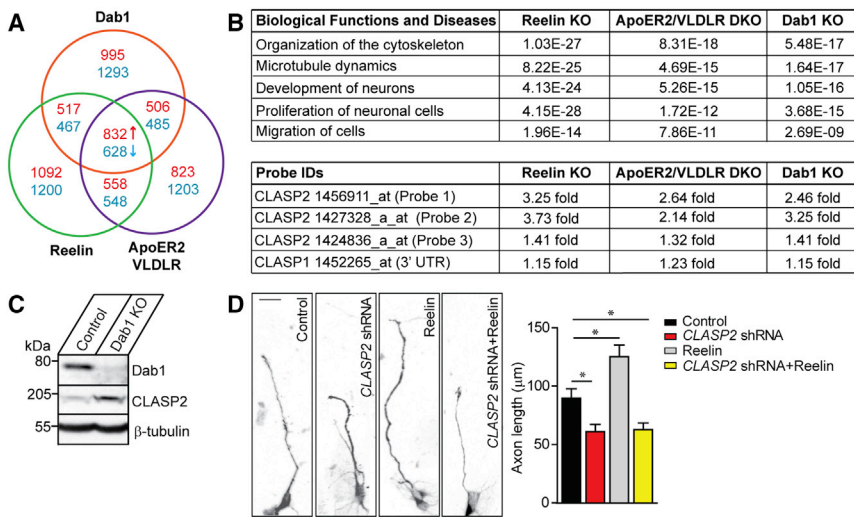 A
Dab1
995
1293
517
467
506
485
832↑
628↓
1092
1200
558
548
823
1203
Reelin
ApoER2
VLDLR
B
Biological Functions and Diseases Reelin KO ApoER2/VLDLR DKO Dab1 KO
Organization of the cytoskeleton 1.03E-27 8.31E-18 5.48E-17
Microtubule dynamics 8.22E-25 4.69E-15 1.64E-17
Development of neurons 4.13E-24 5.26E-15 1.05E-16
Proliferation of neuronal cells 4.15E-28 1.72E-12 3.68E-15
Migration of cells 1.96E-14 7.86E-11 2.69E-09
Probe IDs Reelin KO ApoER2/VLDLR DKO Dab1 KO
CLASP2 1456911_at (Probe 1) 3.25 fold 2.64 fold 2.46 fold
CLASP2 1427328_a_at (Probe 2) 3.73 fold 2.14 fold 3.25 fold
CLASP2 1424836_a_at (Probe 3) 1.41 fold 1.32 fold 1.41 fold
CLASP1 1452265_at (3' UTR) 1.15 fold 1.23 fold 1.15 fold
C
Control
Dab1 KO
kDa
80
Dab1
205
CLASP2
55
β-tubulin
D
Control
CLASP2 shRNA
Reelin
CLASP2 shRNA+Reelin
Axon length (μm)
150
100
50
0
*
*
*
Control
CLASP2 shRNA
Reelin
CLASP2 shRNA+Reelin